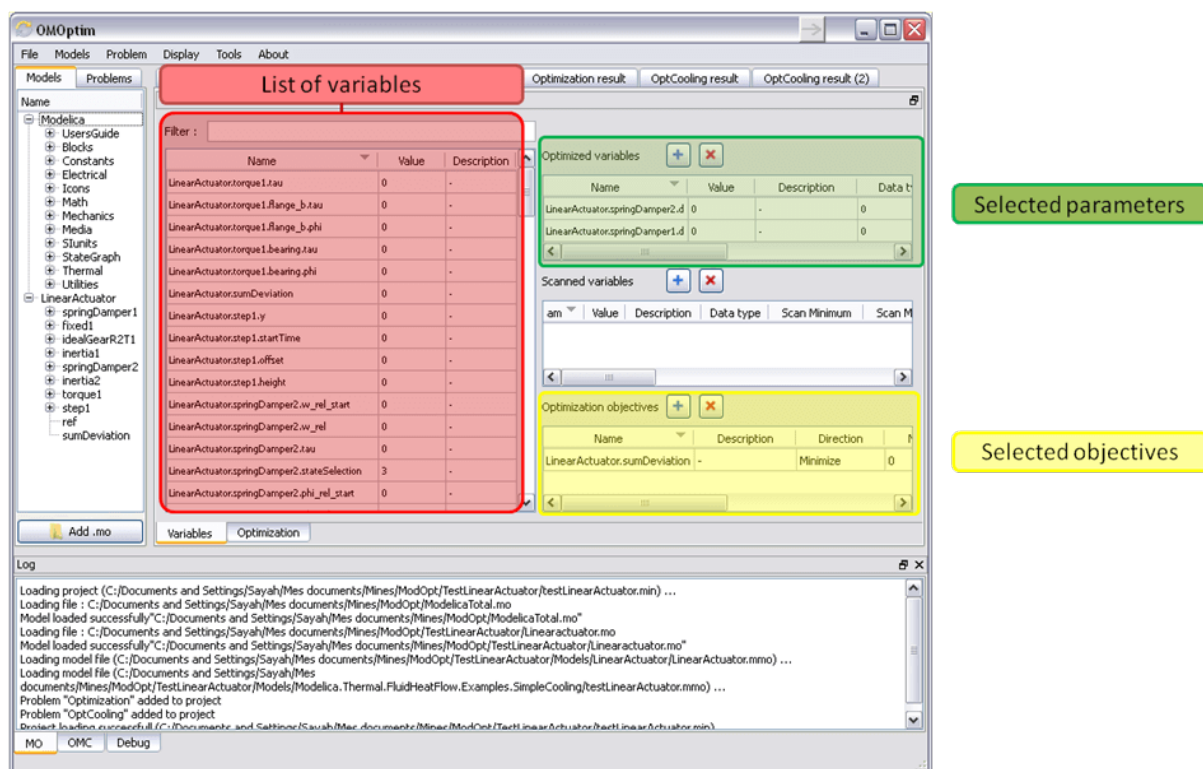 OMOptim
File Models Problem Display Tools About
Models Problems
List of variables
Optimization result OptCooling result OptCooling result (2)
Name
Modelica
UsersGuide
Blocks
Constants
Electrical
Icons
Math
Mechanics
Media
SIunits
StateGraph
Thermal
Utilities
LinearActuator
springDamper1
fixed1
idealGearR2T1
inertia1
springDamper2
inertia2
torque1
step1
ref
sumDeviation
Add .mo
Filter :
Name Value Description
LinearActuator.torque1.tau 0 -
LinearActuator.torque1.flange_b.tau 0 -
LinearActuator.torque1.flange_b.phi 0 -
LinearActuator.torque1.bearing.tau 0 -
LinearActuator.torque1.bearing.phi 0 -
LinearActuator.sumDeviation 0 -
LinearActuator.step1.y 0 -
LinearActuator.step1.startTime 0 -
LinearActuator.step1.offset 0 -
LinearActuator.step1.height 0 -
LinearActuator.springDamper2.w_rel_start 0 -
LinearActuator.springDamper2.w_rel 0 -
LinearActuator.springDamper2.tau 0 -
LinearActuator.springDamper2.stateSelection 3 -
LinearActuator.springDamper2.phi_rel_start 0 -
Variables Optimization
Optimized variables
Name Value Description Data t
LinearActuator.springDamper2.d 0 - 0
LinearActuator.springDamper1.d 0 - 0
Scanned variables
am Value Description Data type Scan Minimum Scan M
Optimization objectives
Name Description Direction
LinearActuator.sumDeviation - Minimize 0
Selected parameters
Selected objectives
Log
Loading project (C:/Documents and Settings/Sayah/Mes documents/Mines/ModOpt/TestLinearActuator/testLinearActuator.min) ...
Loading file : C:/Documents and Settings/Sayah/Mes documents/Mines/ModOpt/ModelicaTotal.mo
Model loaded successfully"C:/Documents and Settings/Sayah/Mes documents/Mines/ModOpt/ModelicaTotal.mo"
Loading file : C:/Documents and Settings/Sayah/Mes documents/Mines/ModOpt/TestLinearActuator/Linearactuator.mo
Model loaded successfully"C:/Documents and Settings/Sayah/Mes documents/Mines/ModOpt/TestLinearActuator/Linearactuator.mo"
Loading model file (C:/Documents and Settings/Sayah/Mes documents/Mines/ModOpt/TestLinearActuator/Models/LinearActuator/LinearActuator.mmo) ...
Loading model file (C:/Documents and Settings/Sayah/Mes
documents/Mines/ModOpt/TestLinearActuator/Models/Modelica.Thermal.FluidHeatFlow.Examples.SimpleCooling/testLinearActuator.mmo) ...
Problem "Optimization" added to project
Problem "OptCooling" added to project
Project loading successfull (C:/Documents and Settings/Sayah/Mes documents/Mines/ModOpt/TestLinearActuator/testLinearActuator.min)
MO OMC Debug